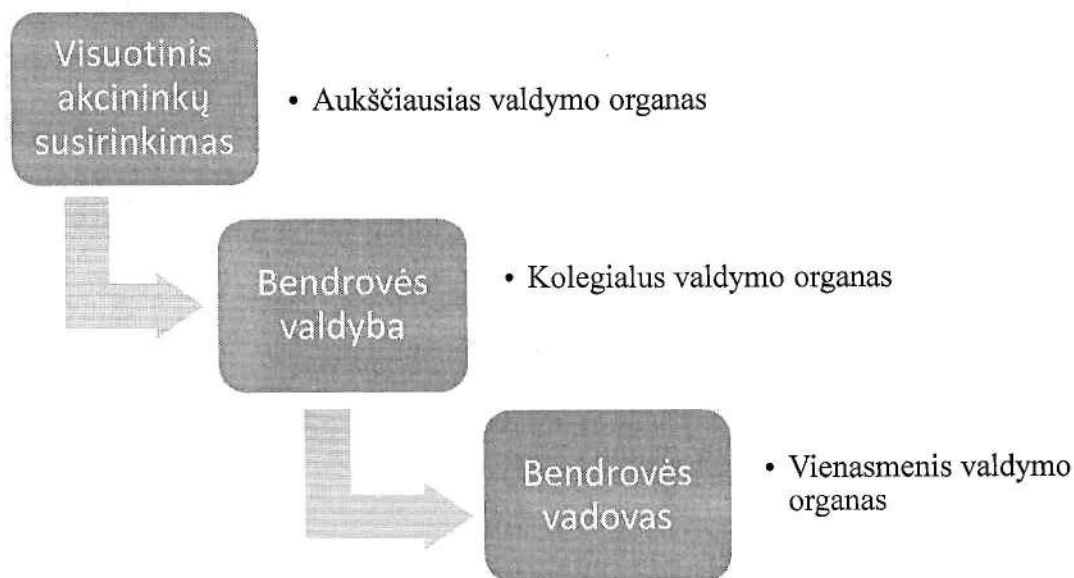 Visuotinis
akcininkų
susirinkimas
• Aukščiausias valdymo organas
Bendrovės
valdyba
• Kolegialus valdymo organas
Bendrovės
vadovas
• Vienasmenis valdymo
organas